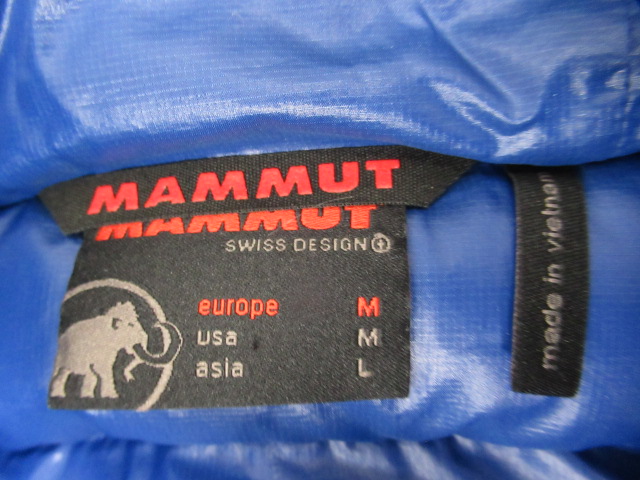 MAMMUT
MAMMUT
SWISS DESIGN
europe M
usa M
asia L
made in vietnam